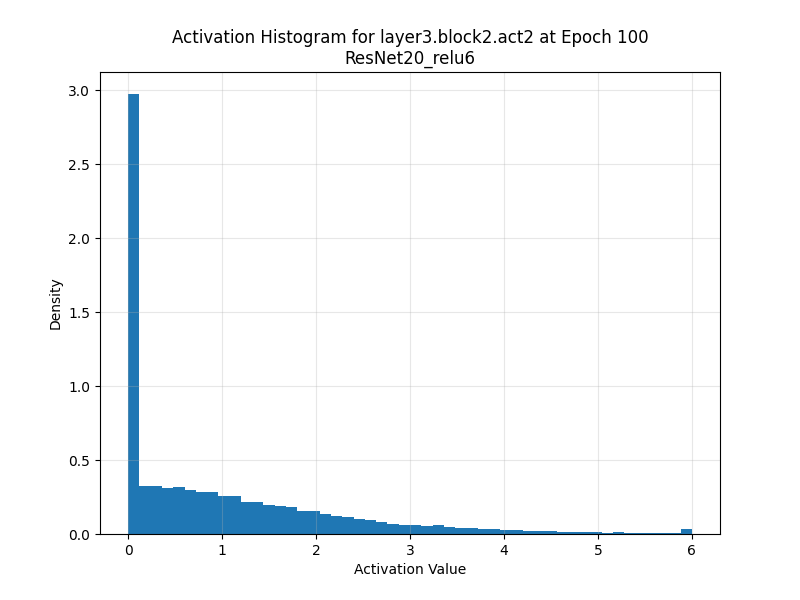 Activation Histogram for layer3.block2.act2 at Epoch 100
ResNet20_relu6
3.0
2.5
2.0
1.5
1.0
0.5
0.0
Density
0 1 2 3 4 5 6
Activation Value